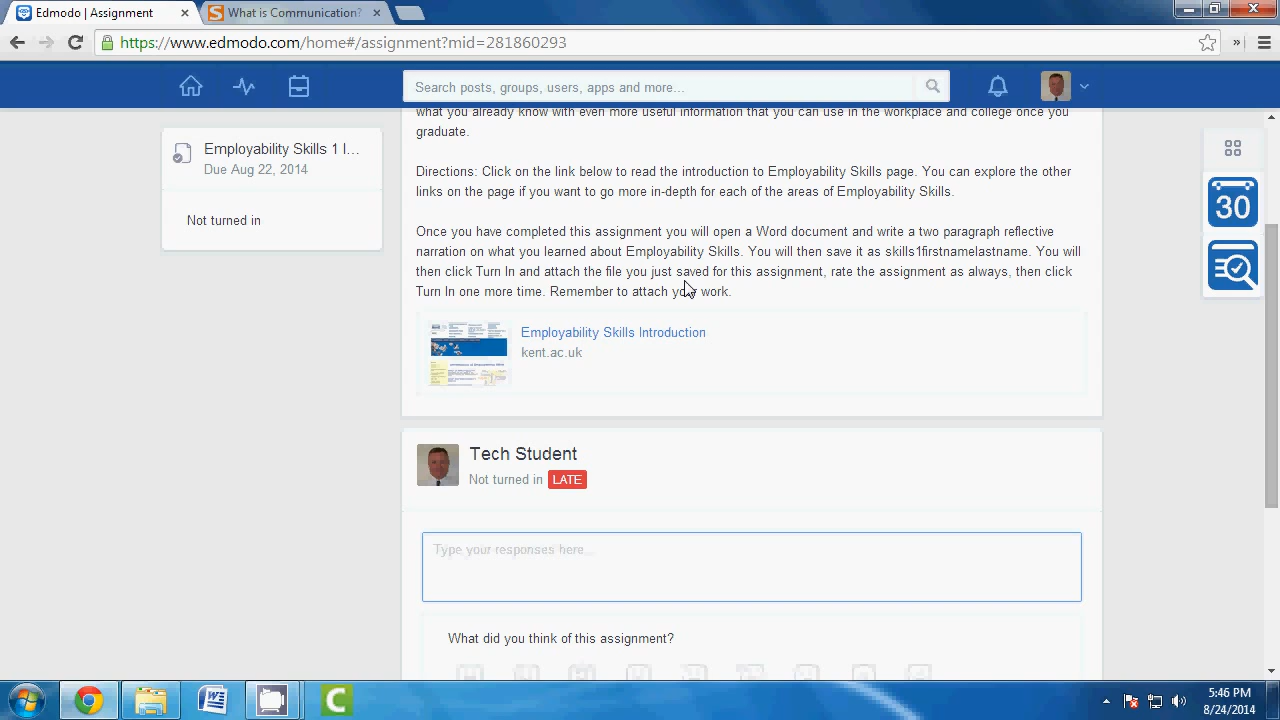 Edmodo | Assignment
What is Communication?
https://www.edmodo.com/home#/assignment?mid=281860293
Search posts, groups, users, apps and more...
what you already know with even more useful information that you can use in the workplace and college once you
graduate.
Employability Skills 1 I...
Due Aug 22, 2014
Not turned in
Directions: Click on the link below to read the introduction to Employability Skills page. You can explore the other
links on the page if you want to go more in-depth for each of the areas of Employability Skills.
Once you have completed this assignment you will open a Word document and write a two paragraph reflective
narration on what you learned about Employability Skills. You will then save it as skills1firstnamelastname. You will
then click Turn In and attach the file you just saved for this assignment, rate the assignment as always, then click
Turn In one more time. Remember to attach your work.
30
Employability Skills Introduction
kent.ac.uk
Tech Student
Not turned in LATE
Type your responses here...
What did you think of this assignment?
5:46 PM
8/24/2014